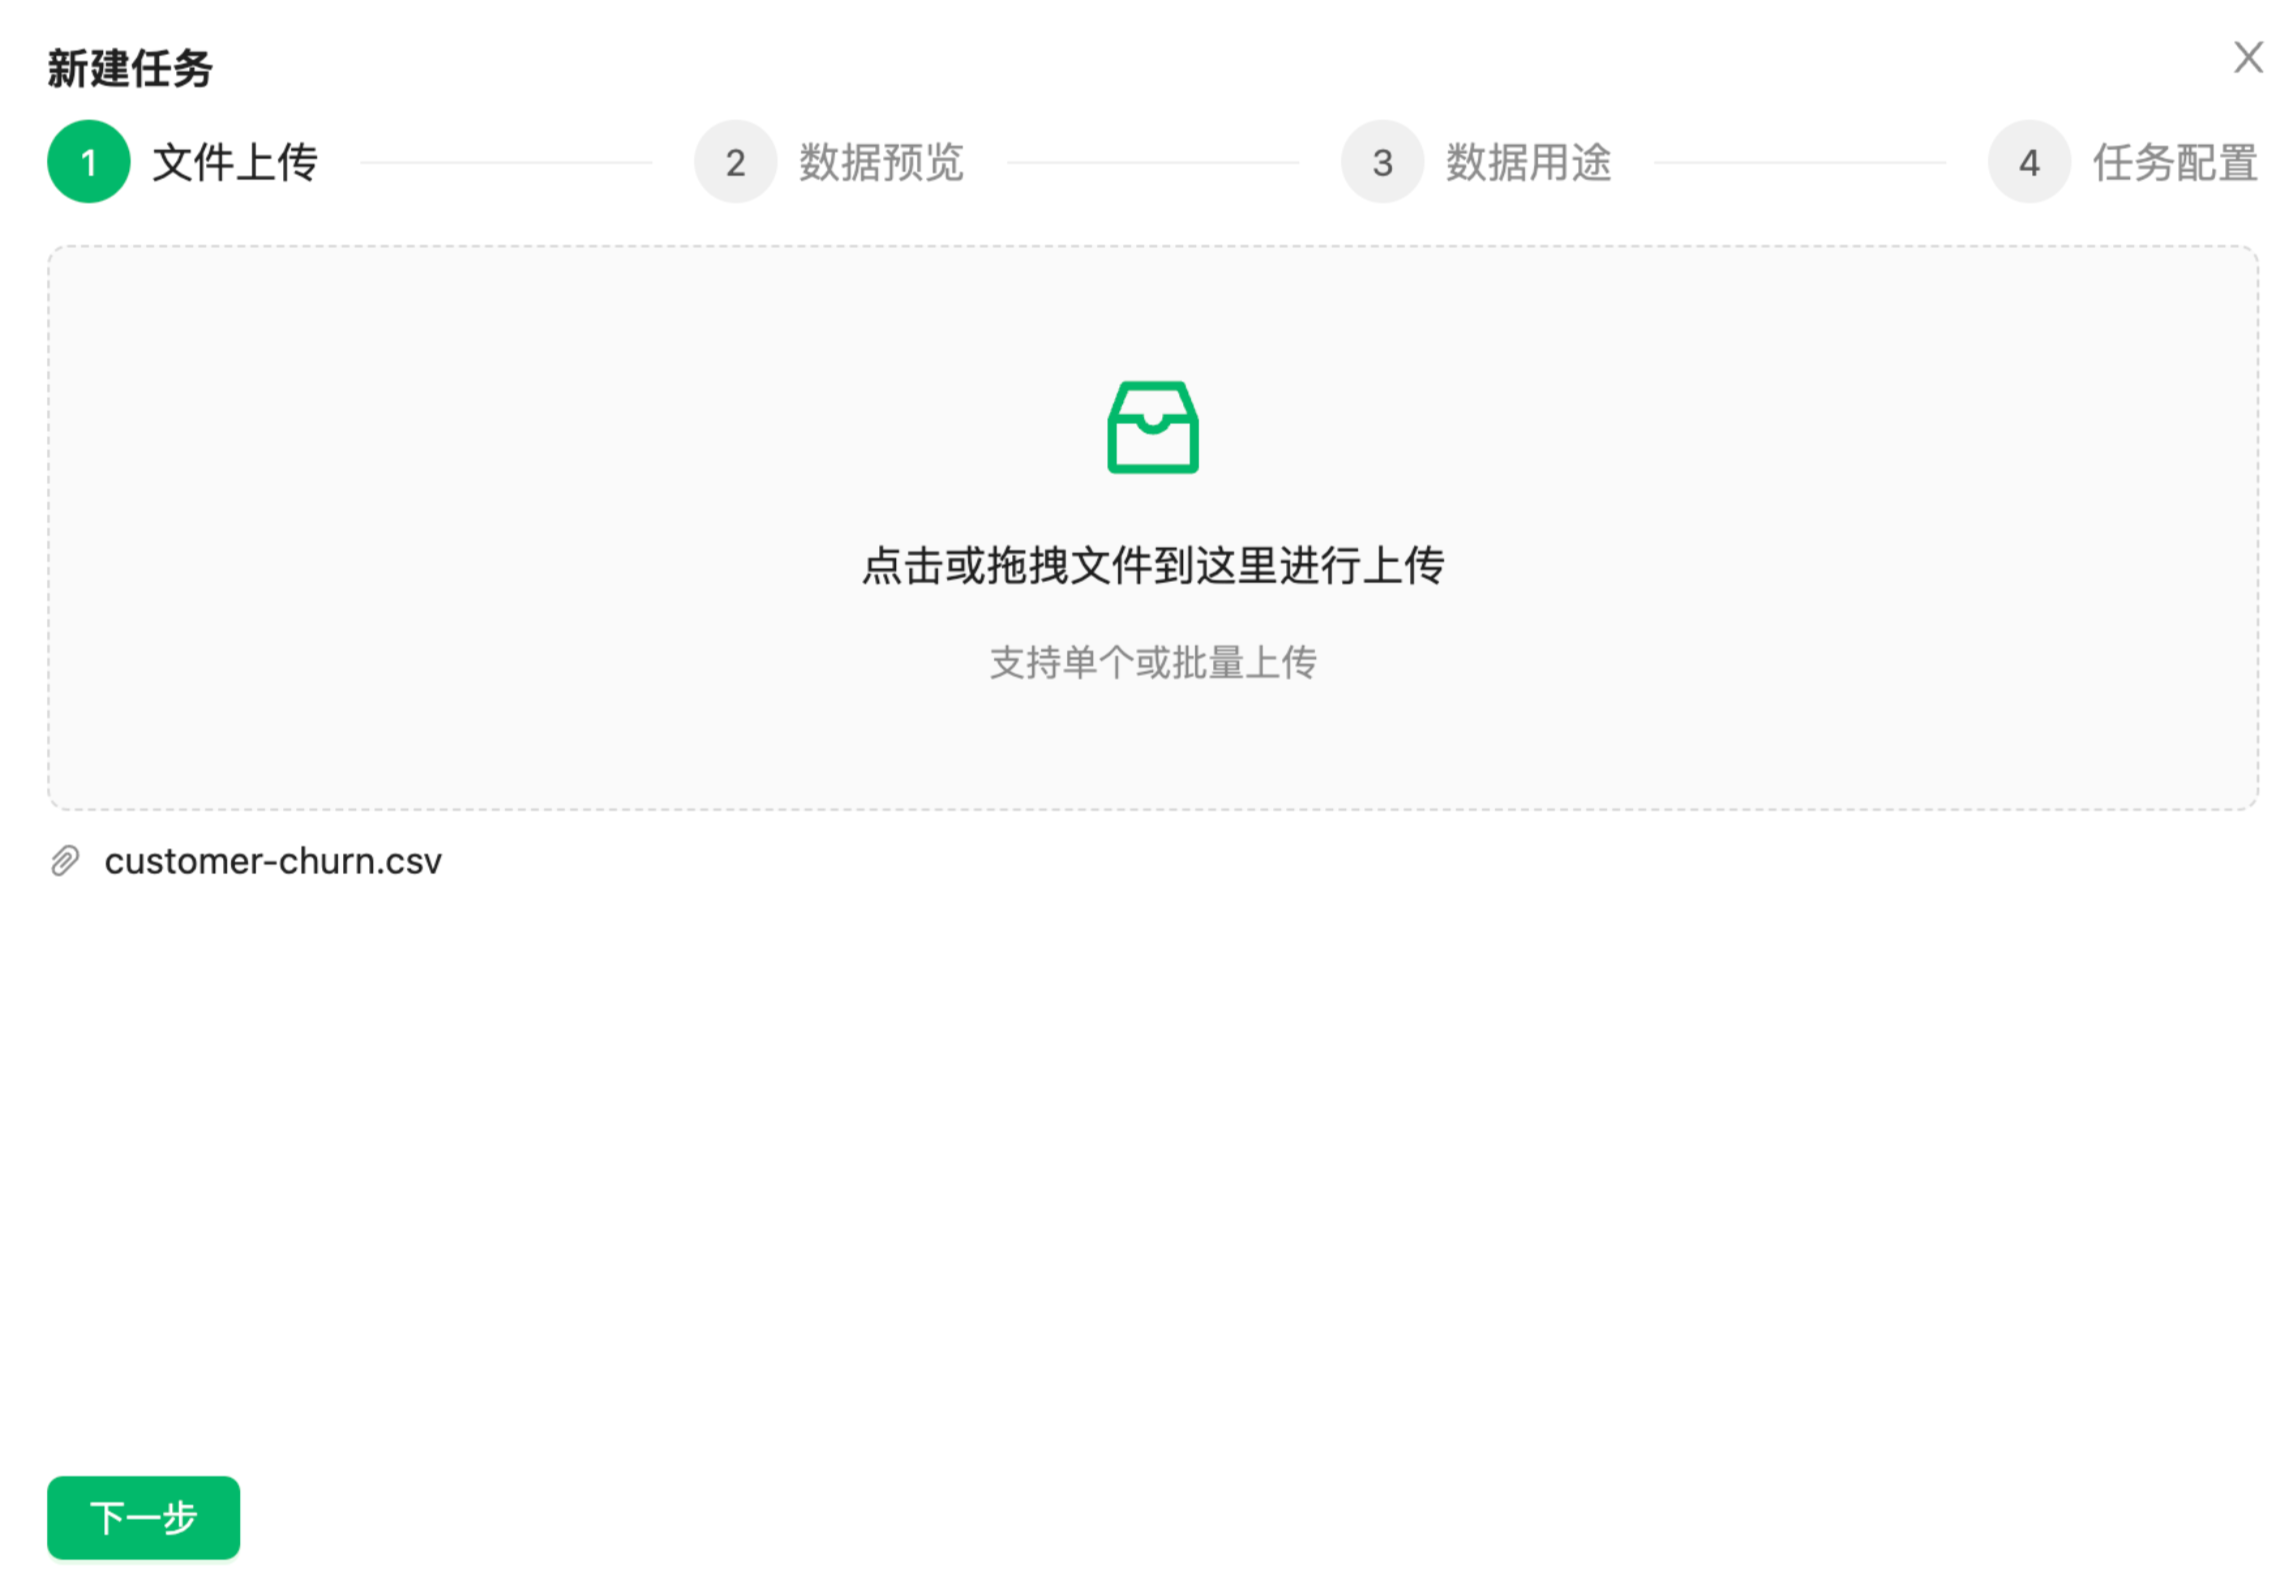 新建任务
1 文件上传
2 数据预览
3 数据用途
4 任务配置
点击或拖拽文件到这里进行上传
支持单个或批量上传
customer-churn.csv
下一步